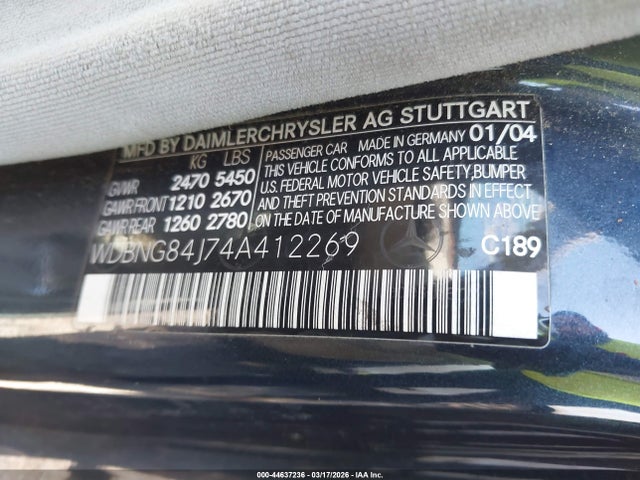 MFD BY DAIMLERCHRYSLER AG STUTTGART
KG LBS
GVWR 2470 5450
GAWR FRONT 1210 2670
GAWR REAR 1260 2780
PASSENGER CAR MADE IN GERMANY 01/04
THIS VEHICLE CONFORMS TO ALL APPLICABLE
U.S. FEDERAL MOTOR VEHICLE SAFETY, BUMPER
AND THEFT PREVENTION STANDARDS IN EFFECT
ON THE DATE OF MANUFACTURE SHOWN ABOVE.
WDBNG84J74A412269
C189
000-44637236 - 03/17/2026 - IAA Inc.